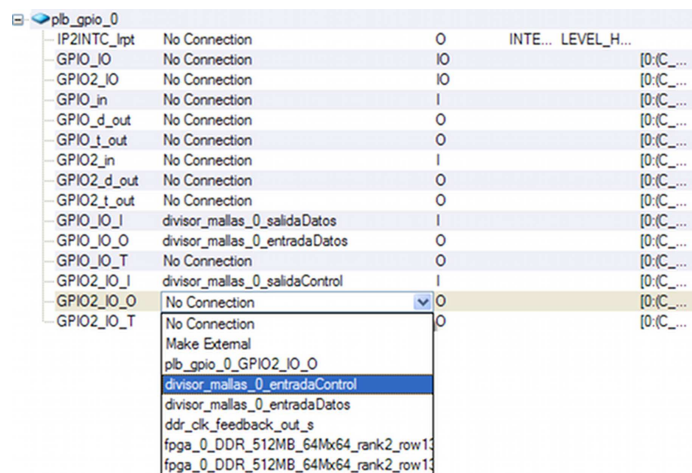 plb_gpio_0
IP2INTC_Irpt No Connection O INTE... LEVEL_H...
GPIO_IO No Connection IO [0:(C_...
GPIO2_IO No Connection IO [0:(C_...
GPIO_in No Connection I [0:(C_...
GPIO_d_out No Connection O [0:(C_...
GPIO_t_out No Connection O [0:(C_...
GPIO2_in No Connection I [0:(C_...
GPIO2_d_out No Connection O [0:(C_...
GPIO2_t_out No Connection O [0:(C_...
GPIO_IO_I divisor_mallas_0_salidaDatos I [0:(C_...
GPIO_IO_O divisor_mallas_0_entradaDatos O [0:(C_...
GPIO_IO_T No Connection O [0:(C_...
GPIO2_IO_I divisor_mallas_0_salidaControl I [0:(C_...
GPIO2_IO_O No Connection O [0:(C_...
GPIO2_IO_T No Connection O [0:(C_...
Make External
plb_gpio_0_GPIO2_IO_O
divisor_mallas_0_entradaControl
divisor_mallas_0_entradaDatos
ddr_clk_feedback_out_s
fpga_0_DDR_512MB_64Mx64_rank2_row13
fpga_0_DDR_512MB_64Mx64_rank2_row13